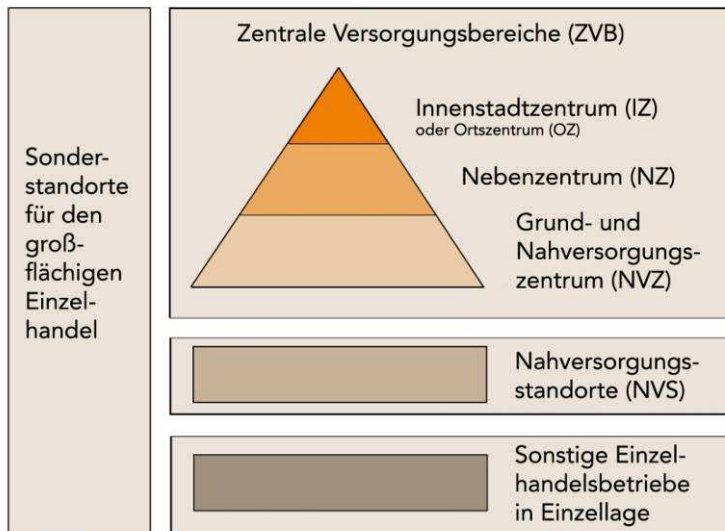 Sonder-
standorte
für den
groß-
flächigen
Einzel-
handel
Zentrale Versorgungsbereiche (ZVB)
Innenstadtzentrum (IZ)
oder Ortszentrum (OZ)
Nebenzentrum (NZ)
Grund- und
Nahversorgungs-
zentrum (NVZ)
Nahversorgungs-
standorte (NVS)
Sonstige Einzel-
handelsbetriebe
in Einzellage